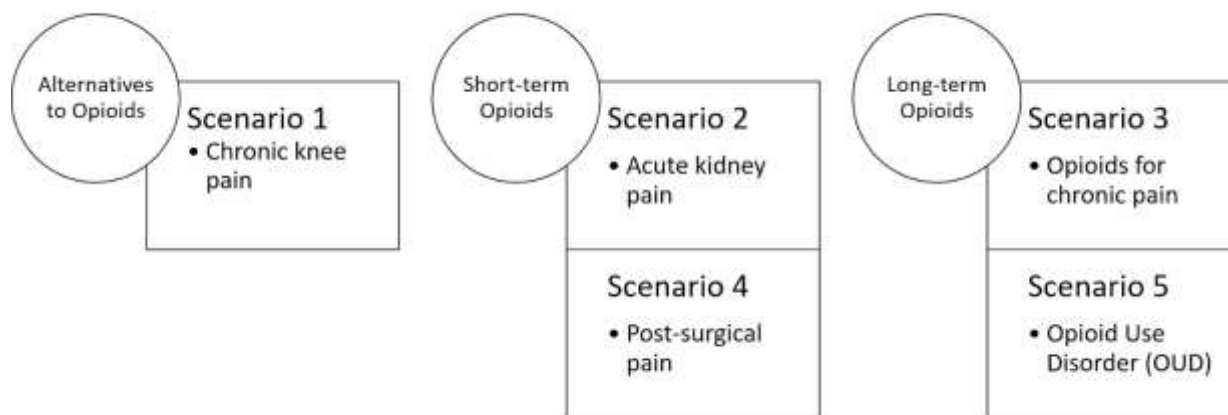 Alternatives
to Opioids
Scenario 1
• Chronic knee
pain
Short-term
Opioids
Scenario 2
• Acute kidney
pain
Scenario 4
• Post-surgical
pain
Long-term
Opioids
Scenario 3
• Opioids for
chronic pain
Scenario 5
• Opioid Use
Disorder (OUD)